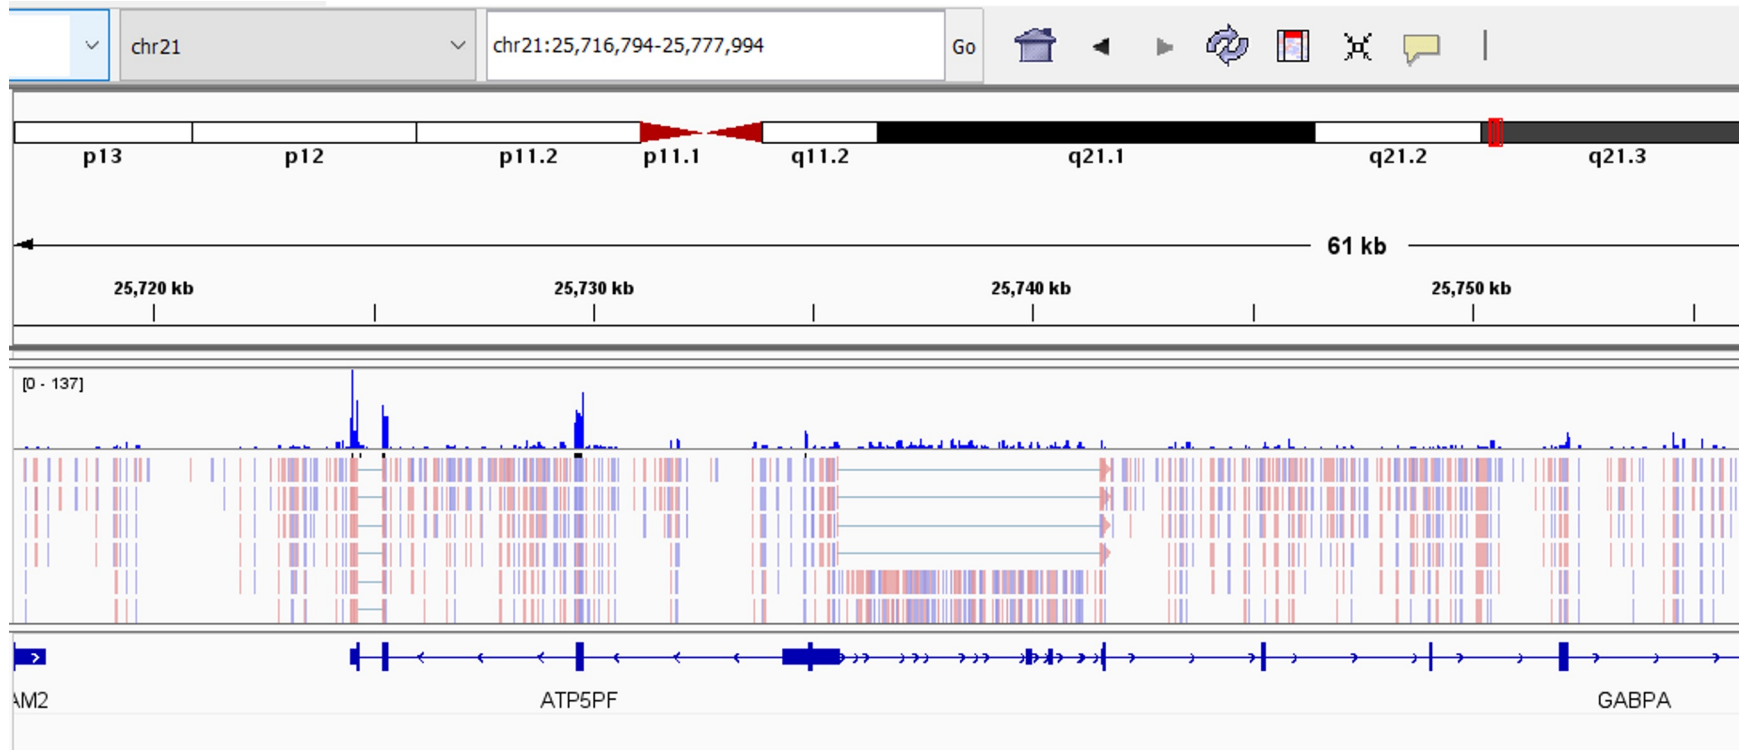 chr21
chr21:25,716,794-25,777,994
Go
p13
p12
p11.2
p11.1
q11.2
q21.1
q21.2
q21.3
61 kb
25,720 kb
25,730 kb
25,740 kb
25,750 kb
[0 - 137]
AM2
ATP5PF
GABPA